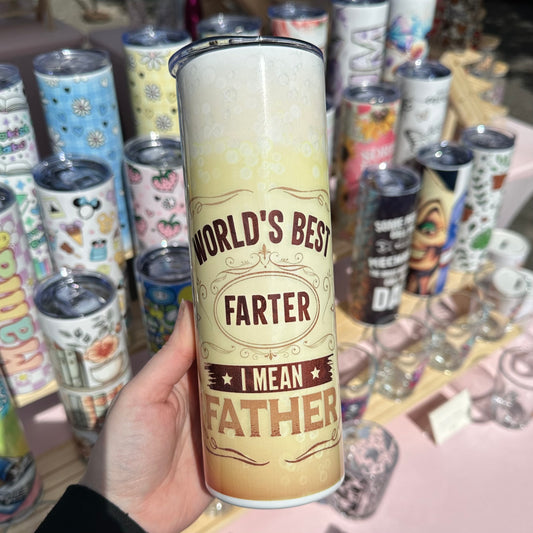 WORLD'S BEST
FARTER
I MEAN
FATHER